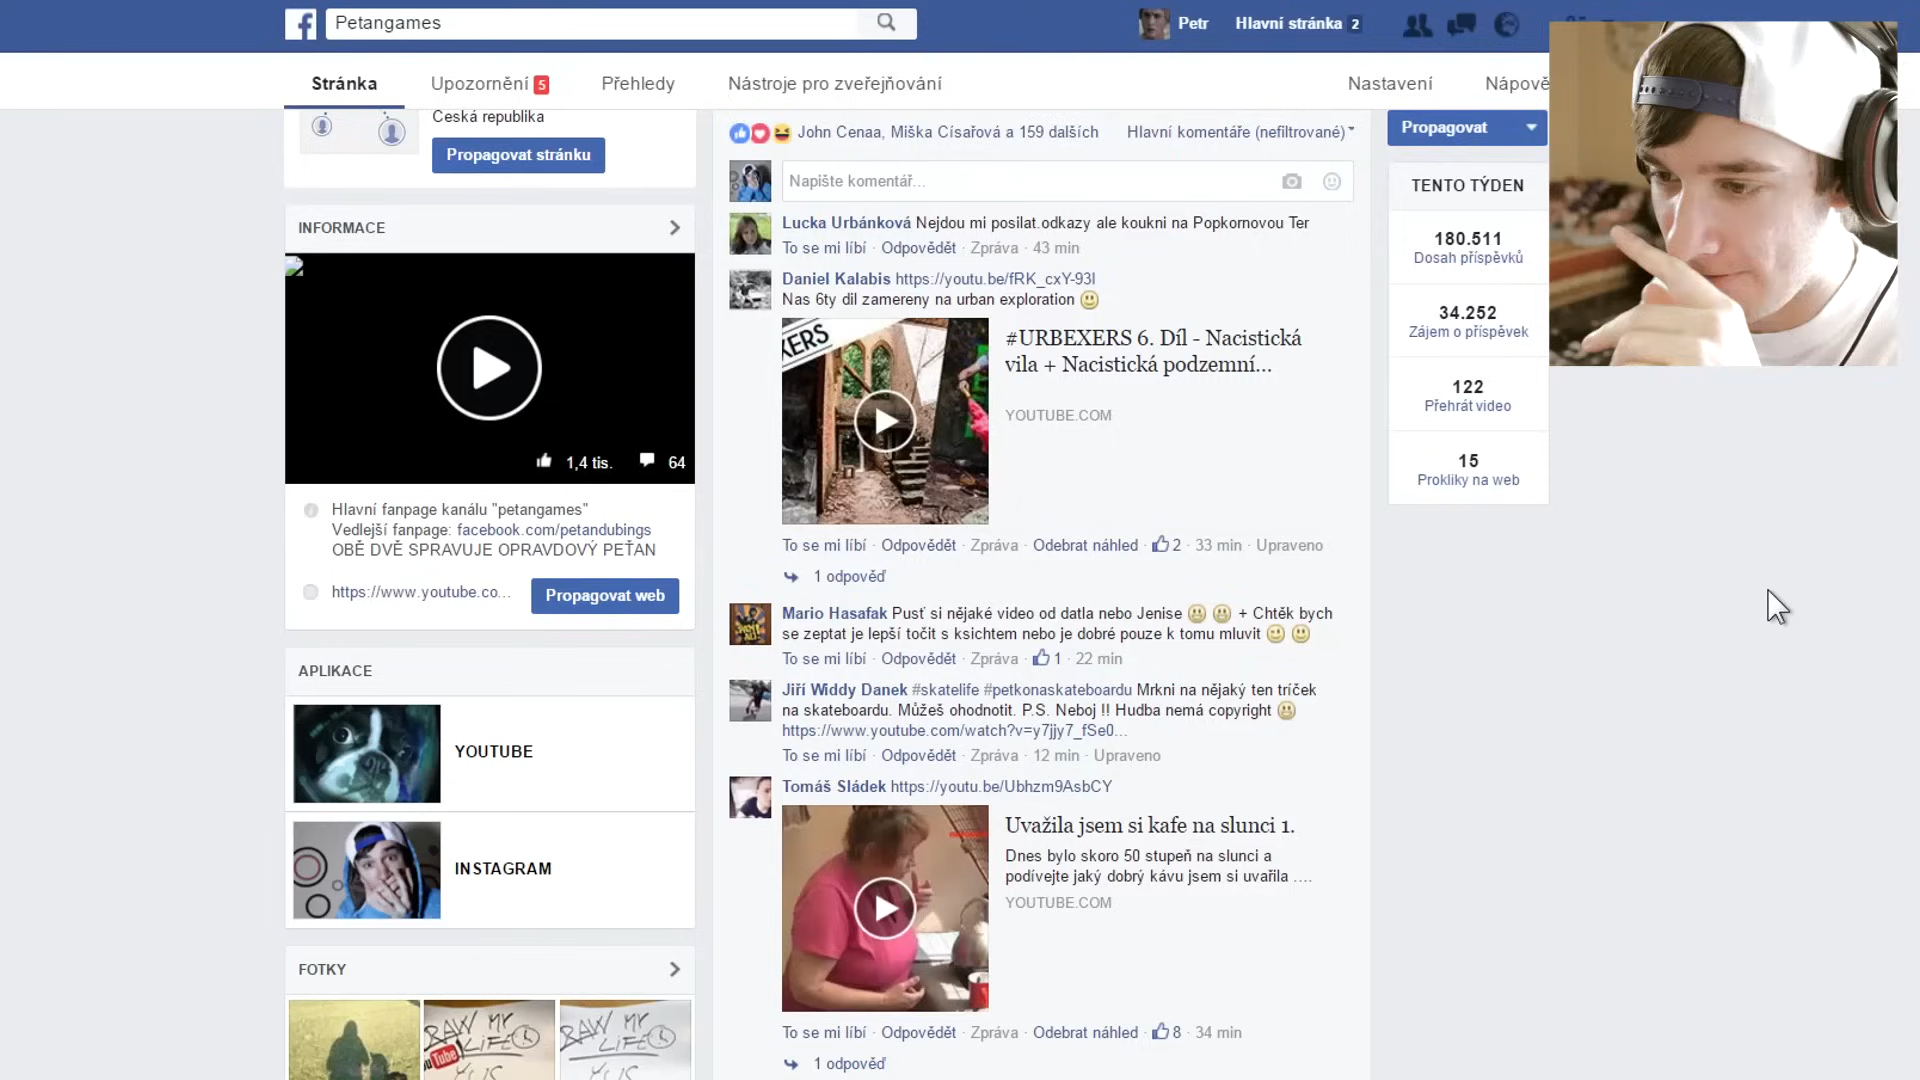 Petangames
Petr
Hlavní stránka 2
Stránka
Upozornění 5
Přehledy
Nástroje pro zveřejňování
Nastavení
Nápově
Česká republika
Propagovat stránku
INFORMACE
1,4 tis.
64
Hlavní fanpage kanálu "petangames"
Vedlejší fanpage: facebook.com/petandubings
OBĚ DVĚ SPRAVUJE OPRAVDOVÝ PEŤAN
https://www.youtube.co...
Propagovat web
APLIKACE
YOUTUBE
INSTAGRAM
FOTKY
John Cenaa, Miška Císařová a 159 dalších
Hlavní komentáře (nefiltrované)
Napište komentář...
Lucka Urbánková Nejdou mi posilat.odkazy ale koukni na Popkornovou Ter
To se mi líbí · Odpovědět · Zpráva · 43 min
Daniel Kalabis https://youtu.be/fRK_cxY-93I
Nas 6ty dil zamereny na urban exploration
#URBEXERS 6. Díl - Nacistická
vila + Nacistická podzemní...
YOUTUBE.COM
To se mi líbí · Odpovědět · Zpráva · Odebrat náhled · 2 · 33 min · Upraveno
1 odpověď
Mario Hasafak Pusť si nějaké video od datla nebo Jenise + Chtěk bych
se zeptat je lepší točit s ksichtem nebo je dobré pouze k tomu mluvit
To se mi líbí · Odpovědět · Zpráva · 1 · 22 min
Jiří Widdy Danek #skatelife #petkonaskateboardu Mrkni na nějaký ten tríček
na skateboardu. Můžeš ohodnotit. P.S. Neboj !! Hudba nemá copyright
https://www.youtube.com/watch?v=y7jjy7_fSe0...
To se mi líbí · Odpovědět · Zpráva · 12 min · Upraveno
Tomáš Sládek https://youtu.be/Ubhzm9AsbCY
Uvažila jsem si kafe na slunci 1.
Dnes bylo skoro 50 stupeň na slunci a
podívejte jaký dobrý kávu jsem si uvařila ....
YOUTUBE.COM
To se mi líbí · Odpovědět · Zpráva · Odebrat náhled · 8 · 34 min
1 odpověď
Propagovat
TENTO TÝDEN
180.511
Dosah příspěvků
34.252
Zájem o příspěvek
122
Přehrát video
15
Prokliky na web